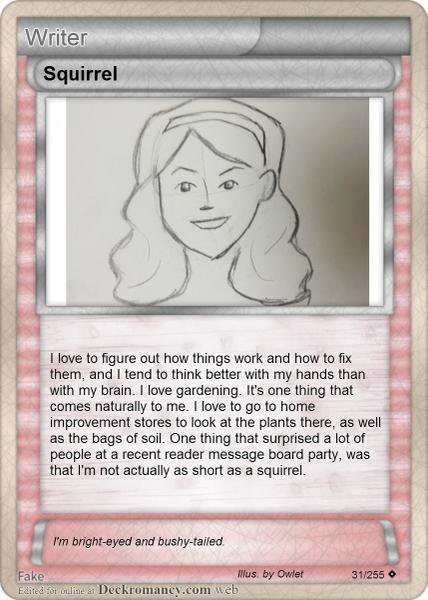 Writer
Squirrel
I love to figure out how things work and how to fix
them, and I tend to think better with my hands than
with my brain. I love gardening. It's one thing that
comes naturally to me. I love to go to home
improvement stores to look at the plants there, as well
as the bags of soil. One thing that surprised a lot of
people at a recent reader message board party, was
that I'm not actually as short as a squirrel.
I'm bright-eyed and bushy-tailed.
Fake Illus. by Owlet 31/255
Edited for online at Deckromancy.com web